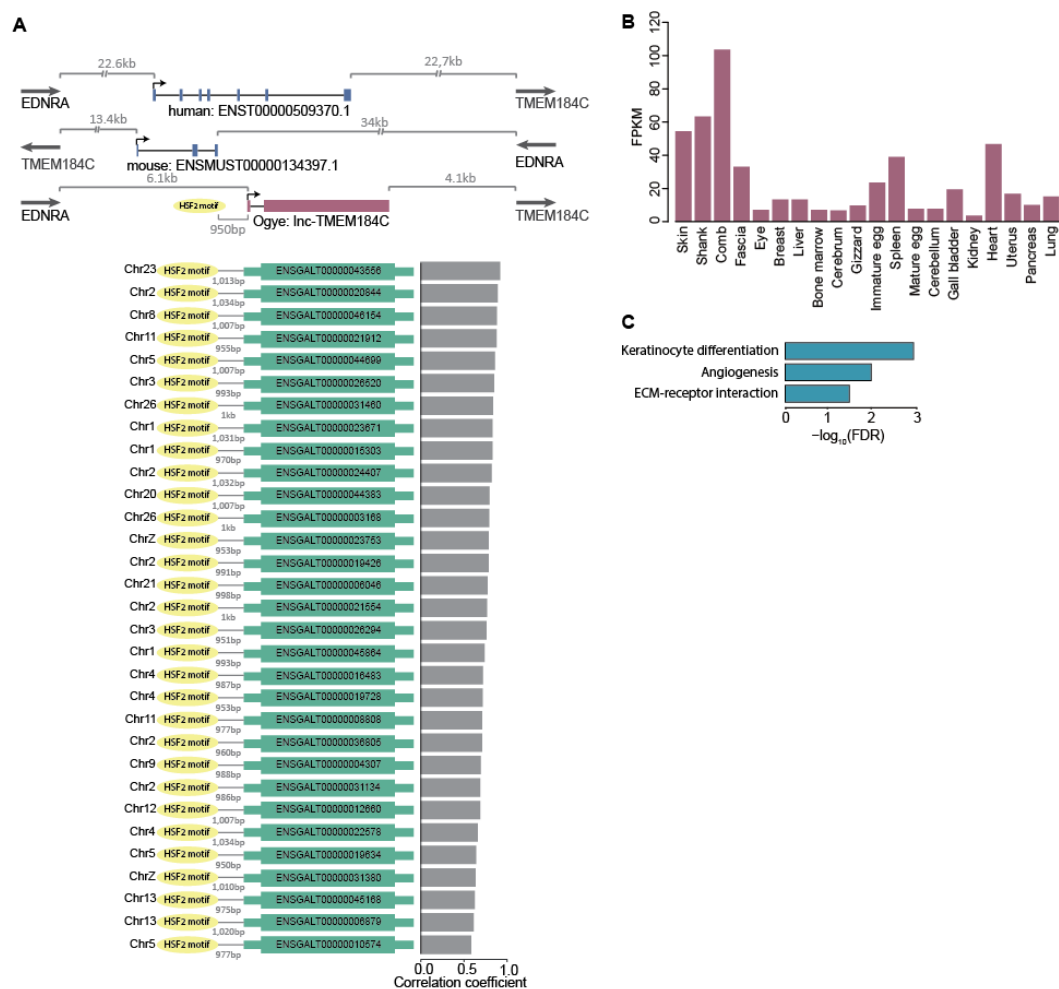 A
22.6kb
22,7kb
EDNRA
human: ENST00000509370.1
TMEM184C
13.4kb
34kb
TMEM184C
mouse: ENSMUST00000134397.1
EDNRA
6.1kb
4.1kb
HSF2 motif
EDNRA
Ogye: lnc-TMEM184C
TMEM184C
950bp
Chr23 HSF2 motif ENSGALT00000043556
1,013bp
Chr2 HSF2 motif ENSGALT00000020844
1,034bp
Chr8 HSF2 motif ENSGALT00000046154
1,007bp
Chr11 HSF2 motif ENSGALT00000021912
955bp
Chr5 HSF2 motif ENSGALT00000044699
1,007bp
Chr3 HSF2 motif ENSGALT00000026520
993bp
Chr26 HSF2 motif ENSGALT00000031460
1kb
Chr1 HSF2 motif ENSGALT00000023671
1,031bp
Chr1 HSF2 motif ENSGALT00000015303
970bp
Chr2 HSF2 motif ENSGALT00000024407
1,032bp
Chr20 HSF2 motif ENSGALT00000044383
1,007bp
Chr26 HSF2 motif ENSGALT00000003168
1kb
ChrZ HSF2 motif ENSGALT00000023753
953bp
Chr2 HSF2 motif ENSGALT00000019426
991bp
Chr21 HSF2 motif ENSGALT00000006046
998bp
Chr2 HSF2 motif ENSGALT00000021554
1kb
Chr3 HSF2 motif ENSGALT00000026294
951bp
Chr1 HSF2 motif ENSGALT00000045864
993bp
Chr4 HSF2 motif ENSGALT00000016483
987bp
Chr4 HSF2 motif ENSGALT00000019728
953bp
Chr11 HSF2 motif ENSGALT00000008808
977bp
Chr2 HSF2 motif ENSGALT00000036805
960bp
Chr9 HSF2 motif ENSGALT00000004307
988bp
Chr2 HSF2 motif ENSGALT00000031134
986bp
Chr12 HSF2 motif ENSGALT00000012660
1,007bp
Chr4 HSF2 motif ENSGALT00000022578
1,034bp
Chr5 HSF2 motif ENSGALT00000019634
950bp
ChrZ HSF2 motif ENSGALT00000031380
1,010bp
Chr13 HSF2 motif ENSGALT00000045168
975bp
Chr13 HSF2 motif ENSGALT00000006879
1,020bp
Chr5 HSF2 motif ENSGALT00000010574
977bp
0.0 0.5 1.0
Correlation coefficient
B
FPKM
120
100
80
60
40
20
0
Skin
Shank
Comb
Fascia
Eye
Breast
Liver
Bone marrow
Cerebrum
Gizzard
Immature egg
Spleen
Mature egg
Cerebellum
Gall bladder
Kidney
Heart
Uterus
Pancreas
Lung
C
Keratinocyte differentiation
Angiogenesis
ECM-receptor interaction
0 1 2 3
−log10(FDR)